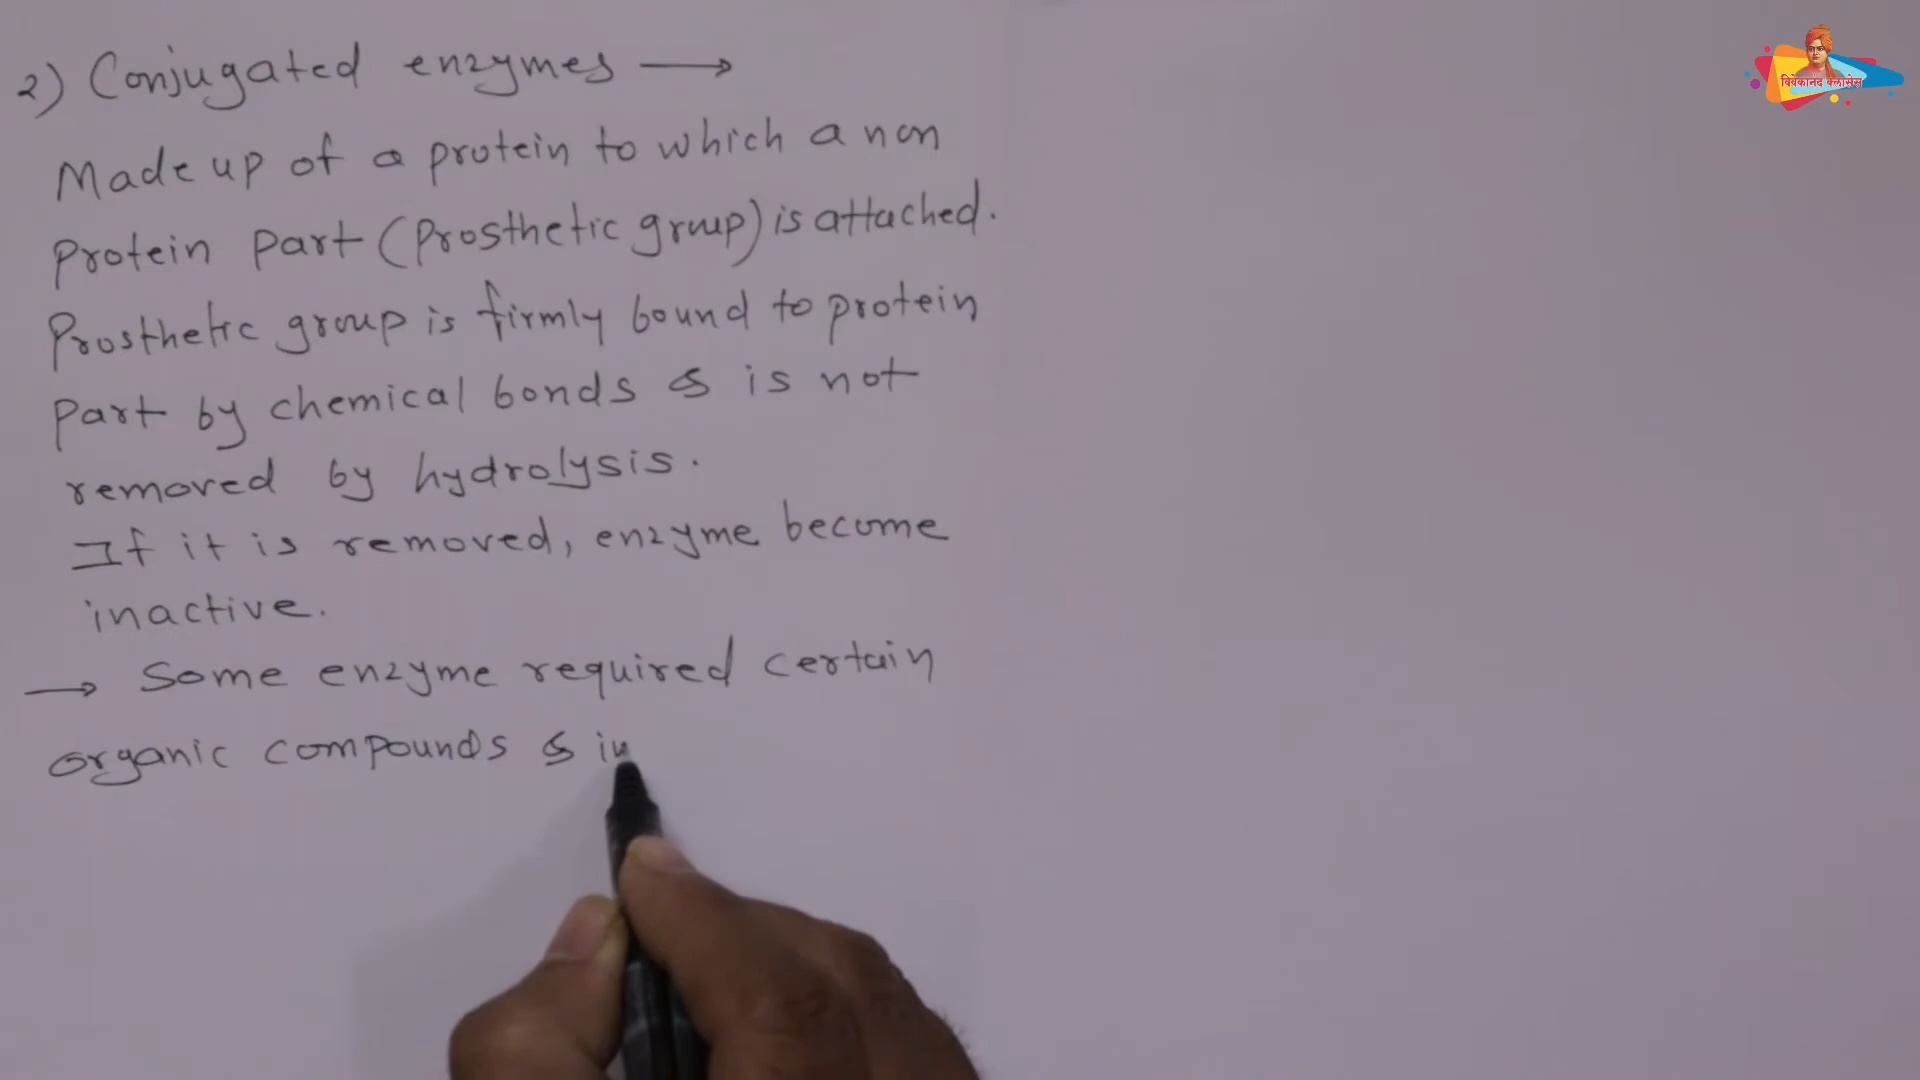 2) Conjugated enzymes →
Made up of a protein to which a non
protein part (Prosthetic group) is attached.
Prosthetic group is firmly bound to protein
part by chemical bonds & is not
removed by hydrolysis.
If it is removed, enzyme become
inactive.
→ Some enzyme required certain
organic compounds & in
विवेकानंद क्लासेस